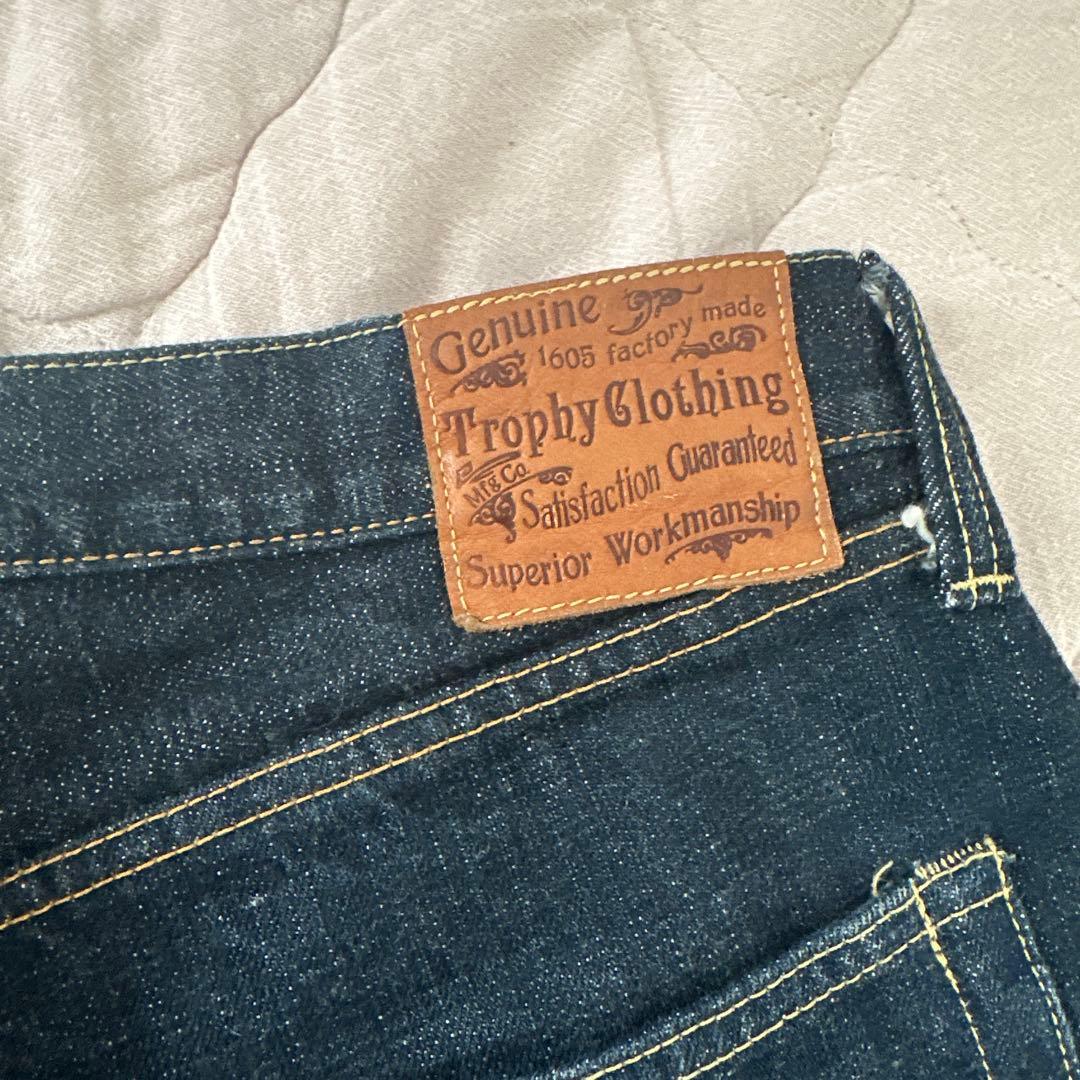 Genuine
1605 factory made
Trophy Clothing
Mfg Co.
Satisfaction Guaranteed
Superior Workmanship